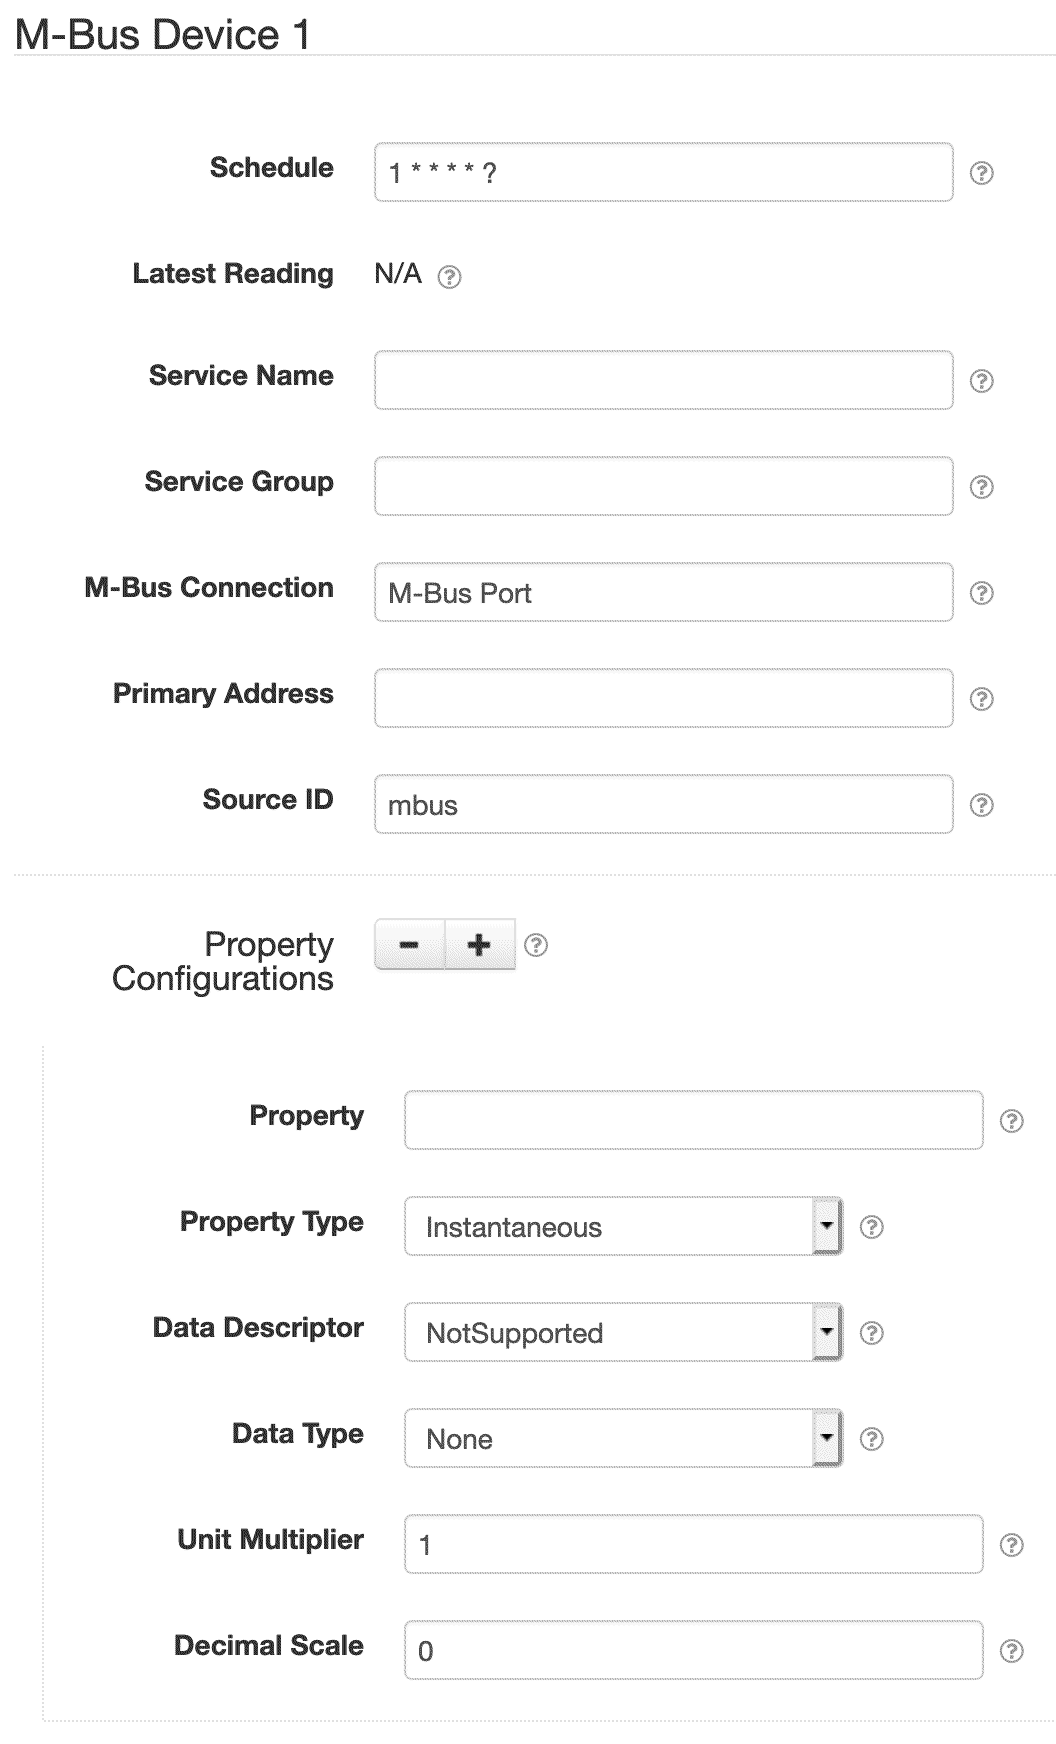 M-Bus Device 1
Schedule
1 * * * * ?
Latest Reading
N/A
Service Name
Service Group
M-Bus Connection
M-Bus Port
Primary Address
Source ID
mbus
Property
Configurations
Property
Property Type
Instantaneous
Data Descriptor
NotSupported
Data Type
None
Unit Multiplier
1
Decimal Scale
0